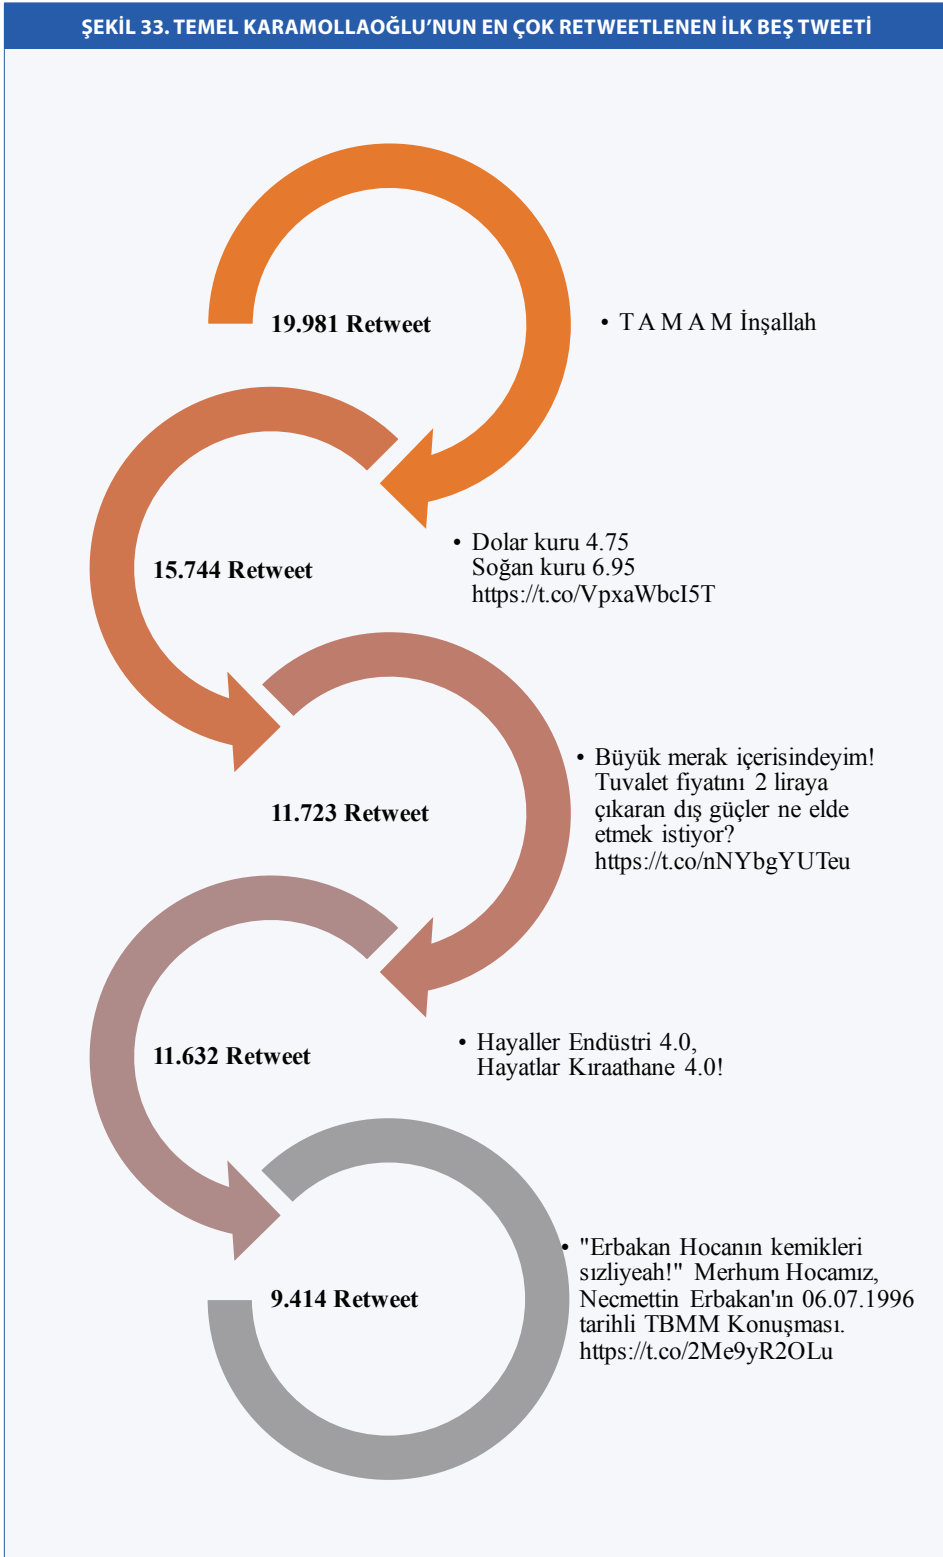 ŞEKİL 33. TEMEL KARAMOLLAOĞLU’NUN EN ÇOK RETWEETLENEN İLK BEŞ TWEETİ
19.981 Retweet
• T A M A M İnşallah
15.744 Retweet
• Dolar kuru 4.75
Soğan kuru 6.95
https://t.co/VpxaWbcI5T
11.723 Retweet
• Büyük merak içerisindeyim!
Tuvalet fiyatını 2 liraya
çıkaran dış güçler ne elde
etmek istiyor?
https://t.co/nNYbgYUTeu
11.632 Retweet
• Hayaller Endüstri 4.0,
Hayatlar Kıraathane 4.0!
9.414 Retweet
• "Erbakan Hocanın kemikleri
sızliyeah!" Merhum Hocamız,
Necmettin Erbakan'ın 06.07.1996
tarihli TBMM Konuşması.
https://t.co/2Me9yR2OLu